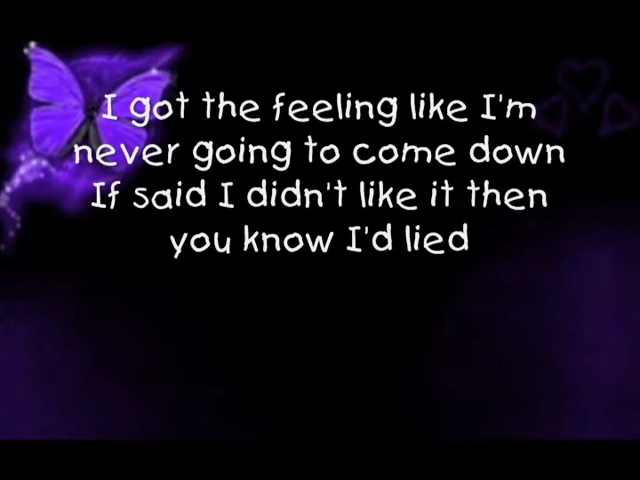 I got the feeling like I'm
never going to come down
If said I didn't like it then
you know I'd lied